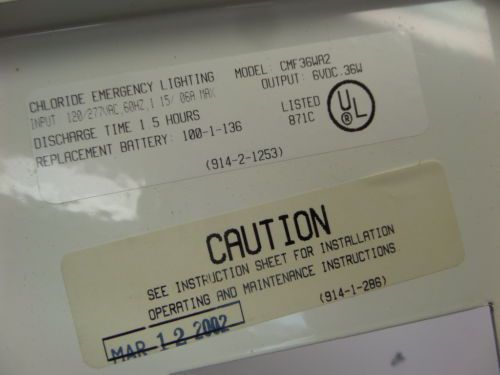 CHLORIDE EMERGENCY LIGHTING
MODEL: CMF36WA2
INPUT 120/277VAC,60HZ,1 15/ 06A MAX
OUTPUT: 6VDC.36W
DISCHARGE TIME 1.5 HOURS
LISTED
871C
UL
®
REPLACEMENT BATTERY: 100-1-136
(914-2-1253)
CAUTION
SEE INSTRUCTION SHEET FOR INSTALLATION
OPERATING AND MAINTENANCE INSTRUCTIONS
(914-1-286)
MAR 12 2002